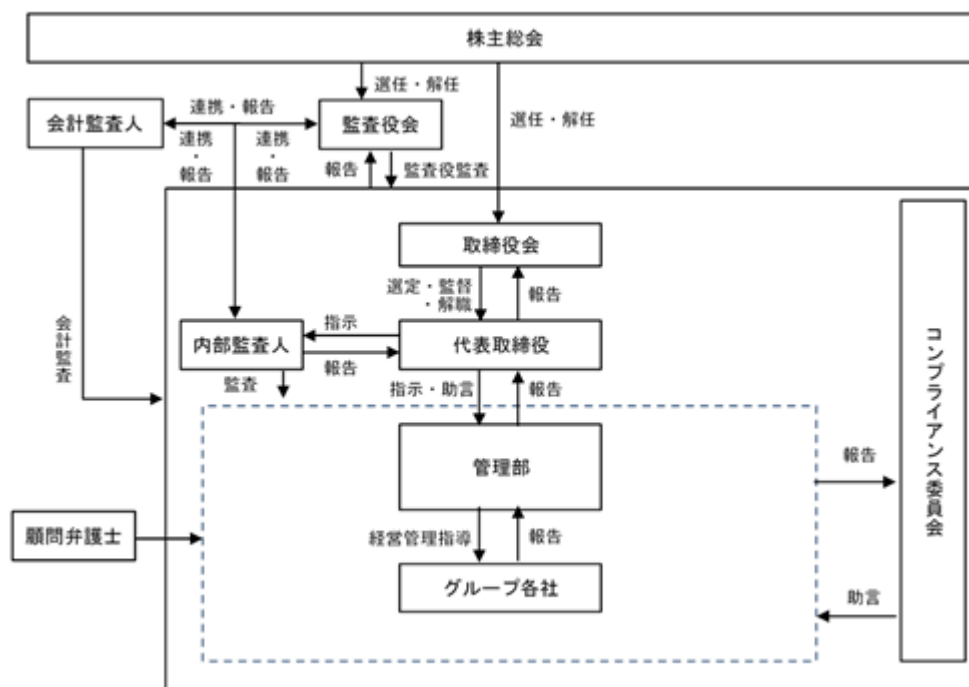 株主総会
選任・解任
選任・解任
会計監査人
連携・報告
監査役会
連携・報告
連携・報告
報告
監査役監査
取締役会
選定・監督
・解職
報告
会計監査
内部監査人
指示
報告
代表取締役
監査
指示・助言
報告
管理部
報告
コンプライアンス委員会
顧問弁護士
経営管理指導
報告
グループ各社
助言